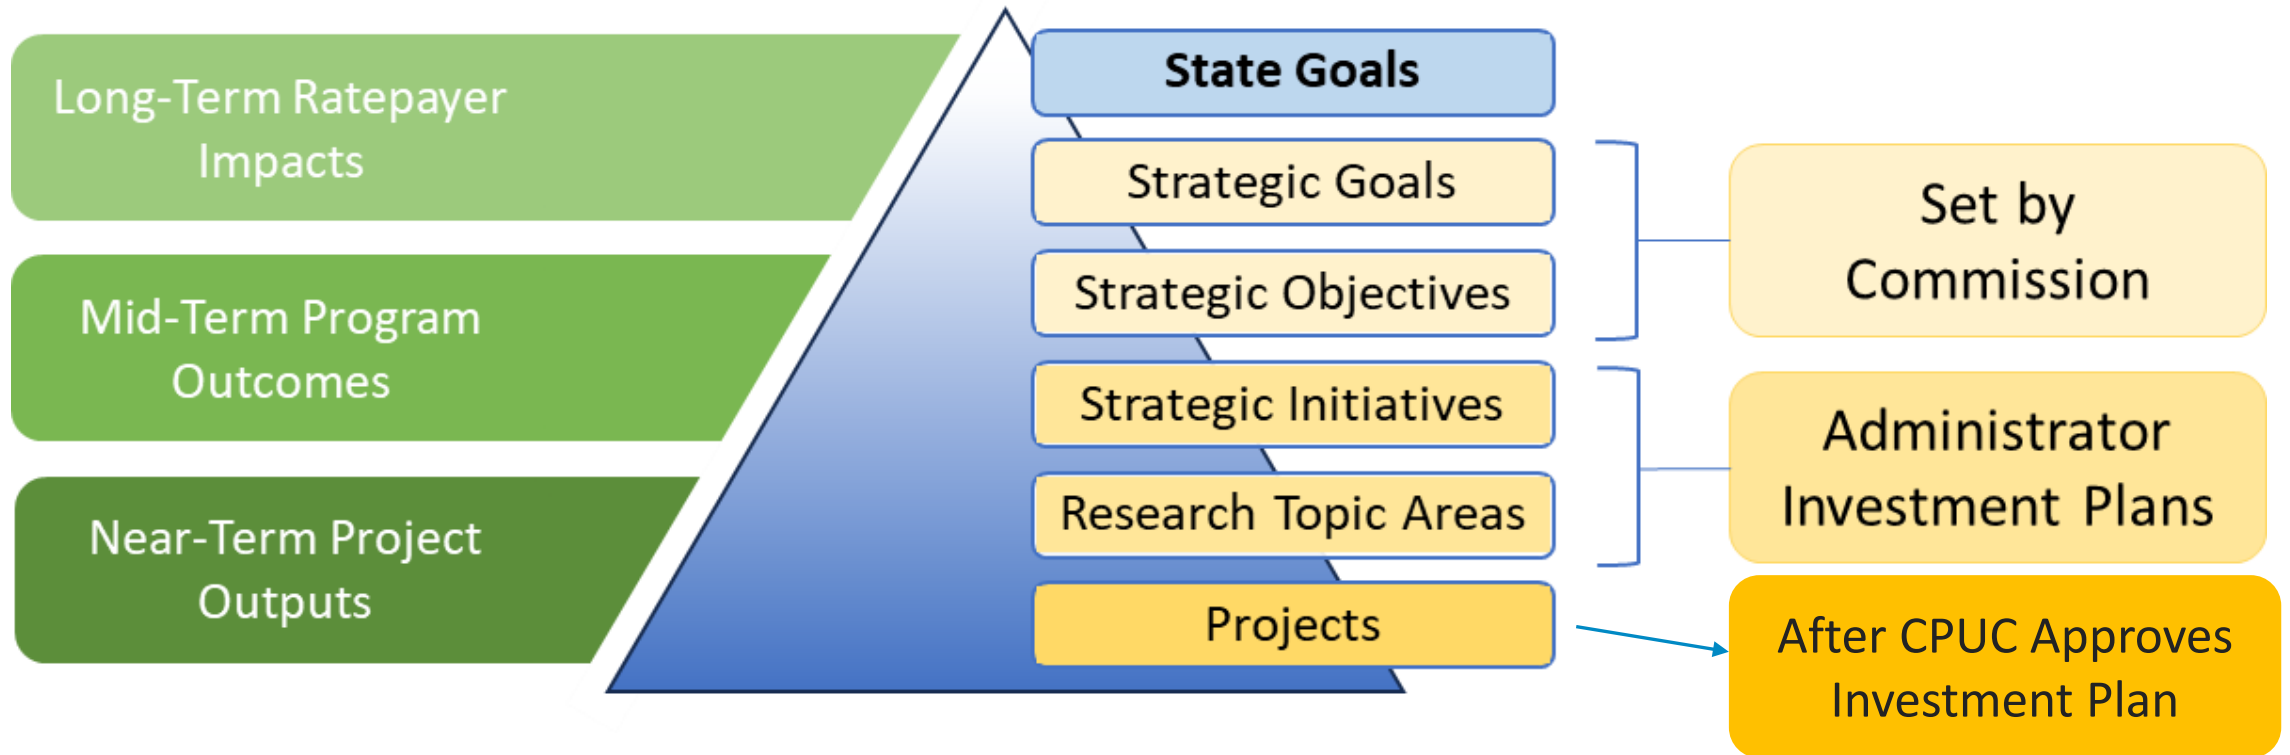 Long-Term Ratepayer
Impacts
Mid-Term Program
Outcomes
Near-Term Project
Outputs
State Goals
Strategic Goals
Strategic Objectives
Strategic Initiatives
Research Topic Areas
Projects
Set by
Commission
Administrator
Investment Plans
After CPUC Approves
Investment Plan